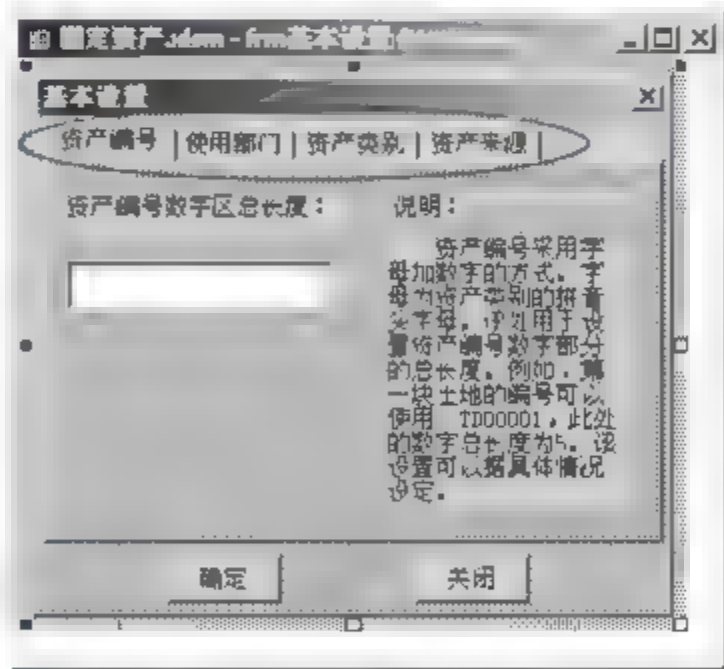 固定资产.xlsm - frm基本设置
基本设置
资产编号 使用部门 资产类别 资产来源
资产编号数字区总长度：
说明：
资产编号采用字
母加数字的方式。字
母为资产类别的拼音
头字母，此处用于设
置资产编号数字部分
的总长度。例如，第
一块土地的编号可以
使用 TD00001，此处
的数字总长度为5。该
设置可以据具体情况
设定。
确定
关闭